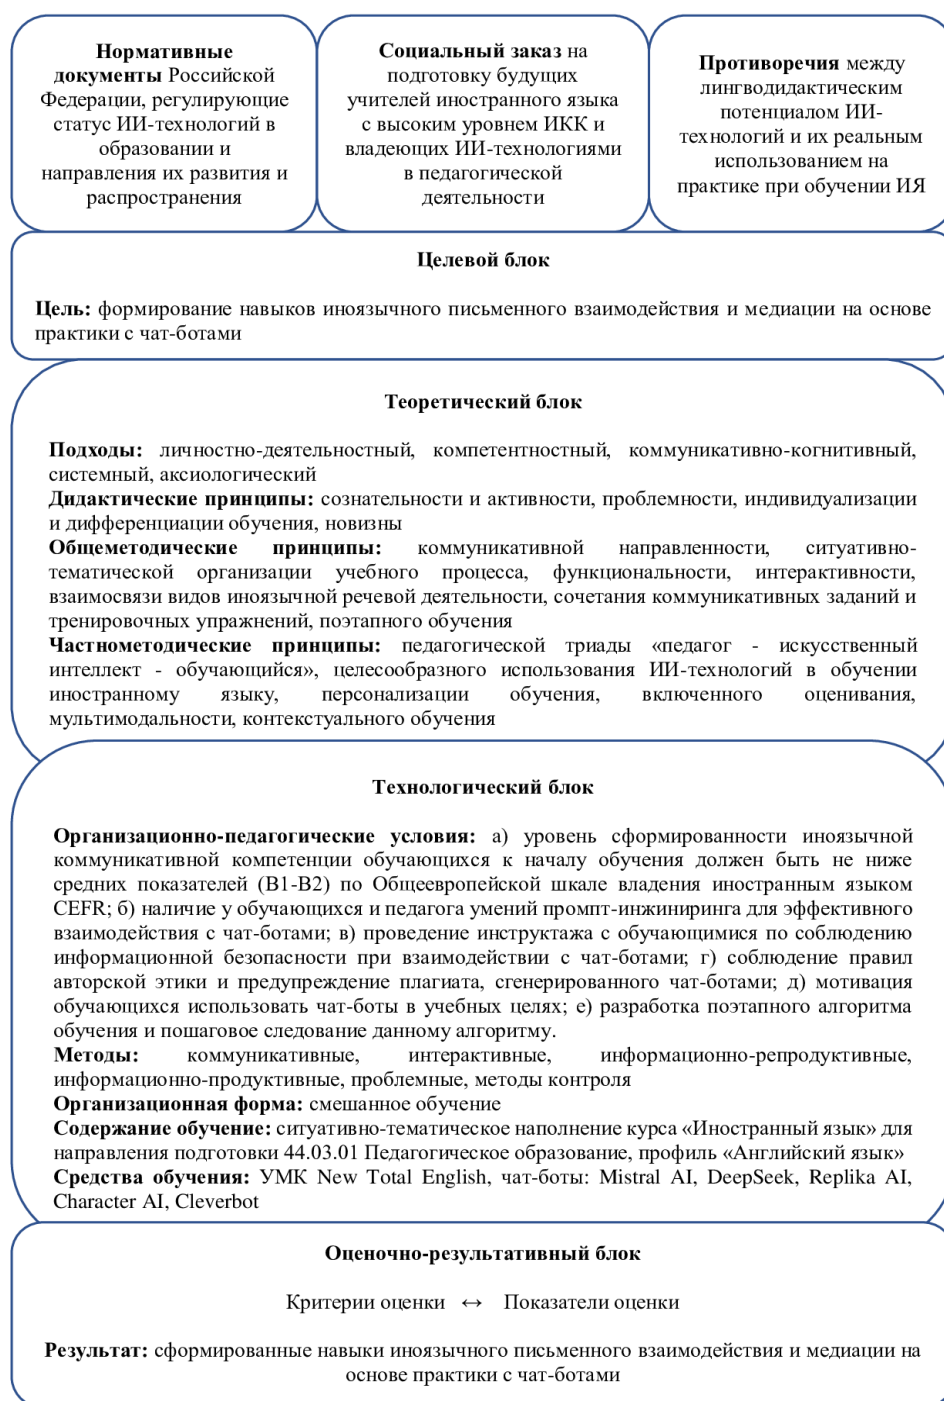 Нормативные
документы Российской
Федерации, регулирующие
статус ИИ-технологий в
образовании и
направления их развития и
распространения
Социальный заказ на
подготовку будущих
учителей иностранного языка
с высоким уровнем ИКК и
владеющих ИИ-технологиями
в педагогической
деятельности
Противоречия между
лингводидактическим
потенциалом ИИ-
технологий и их реальным
использованием на
практике при обучении ИЯ
Целевой блок
Цель: формирование навыков иноязычного письменного взаимодействия и медиации на основе
практики с чат-ботами
Теоретический блок
Подходы: личностно-деятельностный, компетентностный, коммуникативно-когнитивный,
системный, аксиологический
Дидактические принципы: сознательности и активности, проблемности, индивидуализации
и дифференциации обучения, новизны
Общеметодические принципы: коммуникативной направленности, ситуативно-
тематической организации учебного процесса, функциональности, интерактивности,
взаимосвязи видов иноязычной речевой деятельности, сочетания коммуникативных заданий и
тренировочных упражнений, поэтапного обучения
Частнометодические принципы: педагогической триады «педагог - искусственный
интеллект - обучающийся», целесообразного использования ИИ-технологий в обучении
иностранному языку, персонализации обучения, включенного оценивания,
мультимодальности, контекстуального обучения
Технологический блок
Организационно-педагогические условия: а) уровень сформированности иноязычной
коммуникативной компетенции обучающихся к началу обучения должен быть не ниже
средних показателей (B1-B2) по Общеевропейской шкале владения иностранным языком
CEFR; б) наличие у обучающихся и педагога умений промпт-инжиниринга для эффективного
взаимодействия с чат-ботами; в) проведение инструктажа с обучающимися по соблюдению
информационной безопасности при взаимодействии с чат-ботами; г) соблюдение правил
авторской этики и предупреждение плагиата, сгенерированного чат-ботами; д) мотивация
обучающихся использовать чат-боты в учебных целях; е) разработка поэтапного алгоритма
обучения и пошаговое следование данному алгоритму.
Методы: коммуникативные, интерактивные, информационно-репродуктивные,
информационно-продуктивные, проблемные, методы контроля
Организационная форма: смешанное обучение
Содержание обучение: ситуативно-тематическое наполнение курса «Иностранный язык» для
направления подготовки 44.03.01 Педагогическое образование, профиль «Английский язык»
Средства обучения: УМК New Total English, чат-боты: Mistral AI, DeepSeek, Replika AI,
Character AI, Cleverbot
Оценочно-результативный блок
Критерии оценки ↔ Показатели оценки
Результат: сформированные навыки иноязычного письменного взаимодействия и медиации на
основе практики с чат-ботами